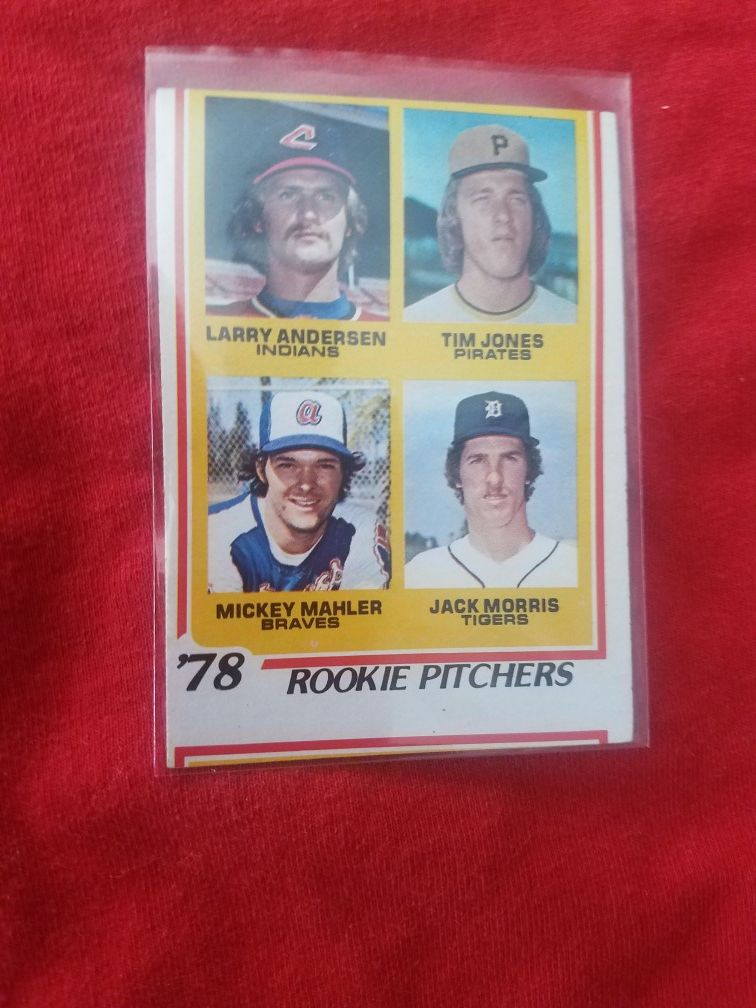 C
P
LARRY ANDERSEN
INDIANS
TIM JONES
PIRATES
a
D
MICKEY MAHLER
BRAVES
JACK MORRIS
TIGERS
'78
ROOKIE PITCHERS